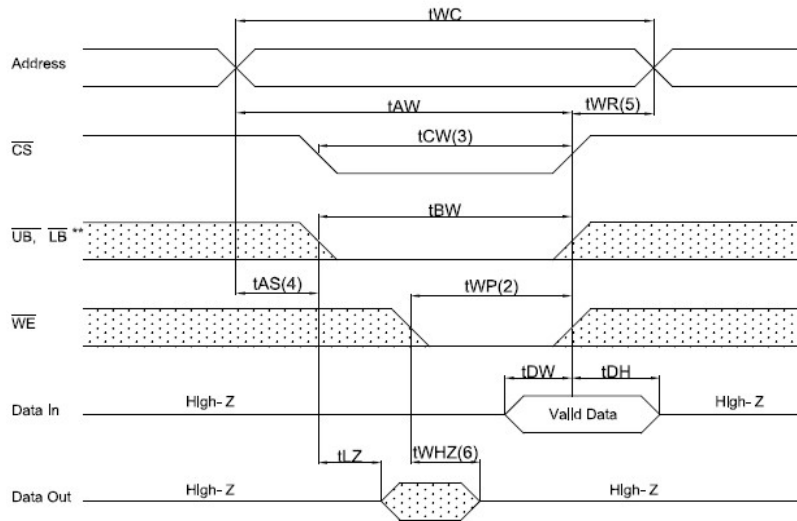 tWC
Address
tAW
tWR(5)
tCW(3)
CS
tBW
UB, LB **
tAS(4)
tWP(2)
WE
tDW
tDH
HIgh- Z
HIgh- Z
Data In
ValId Data
tLZ
tWHZ(6)
HIgh- Z
HIgh- Z
Data Out